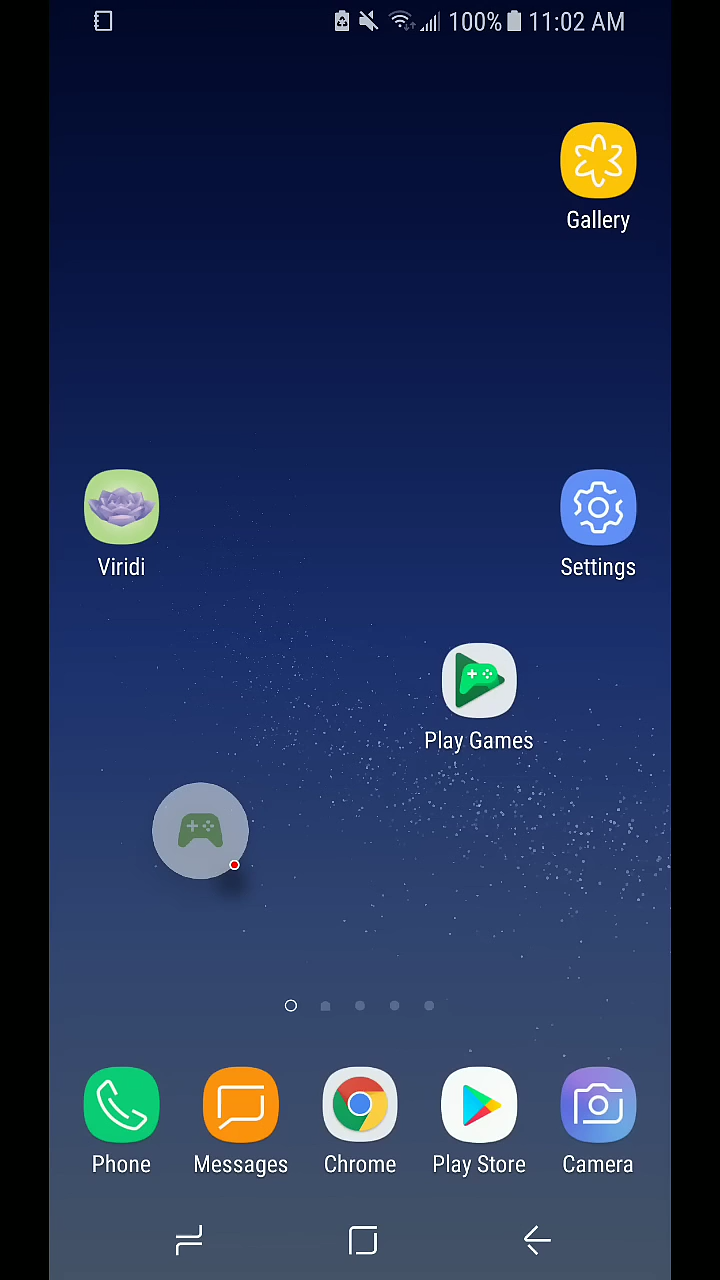 100% 11:02 AM
Gallery
Viridi
Settings
Play Games
Phone Messages Chrome Play Store Camera